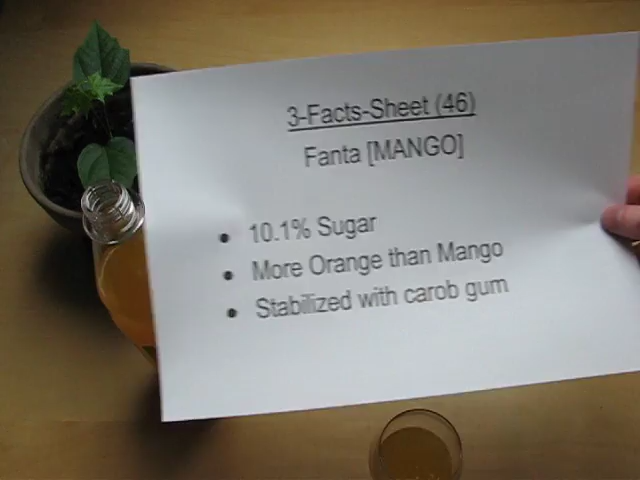 3-Facts-Sheet (46)
Fanta [MANGO]
• 10.1% Sugar
• More Orange than Mango
• Stabilized with carob gum